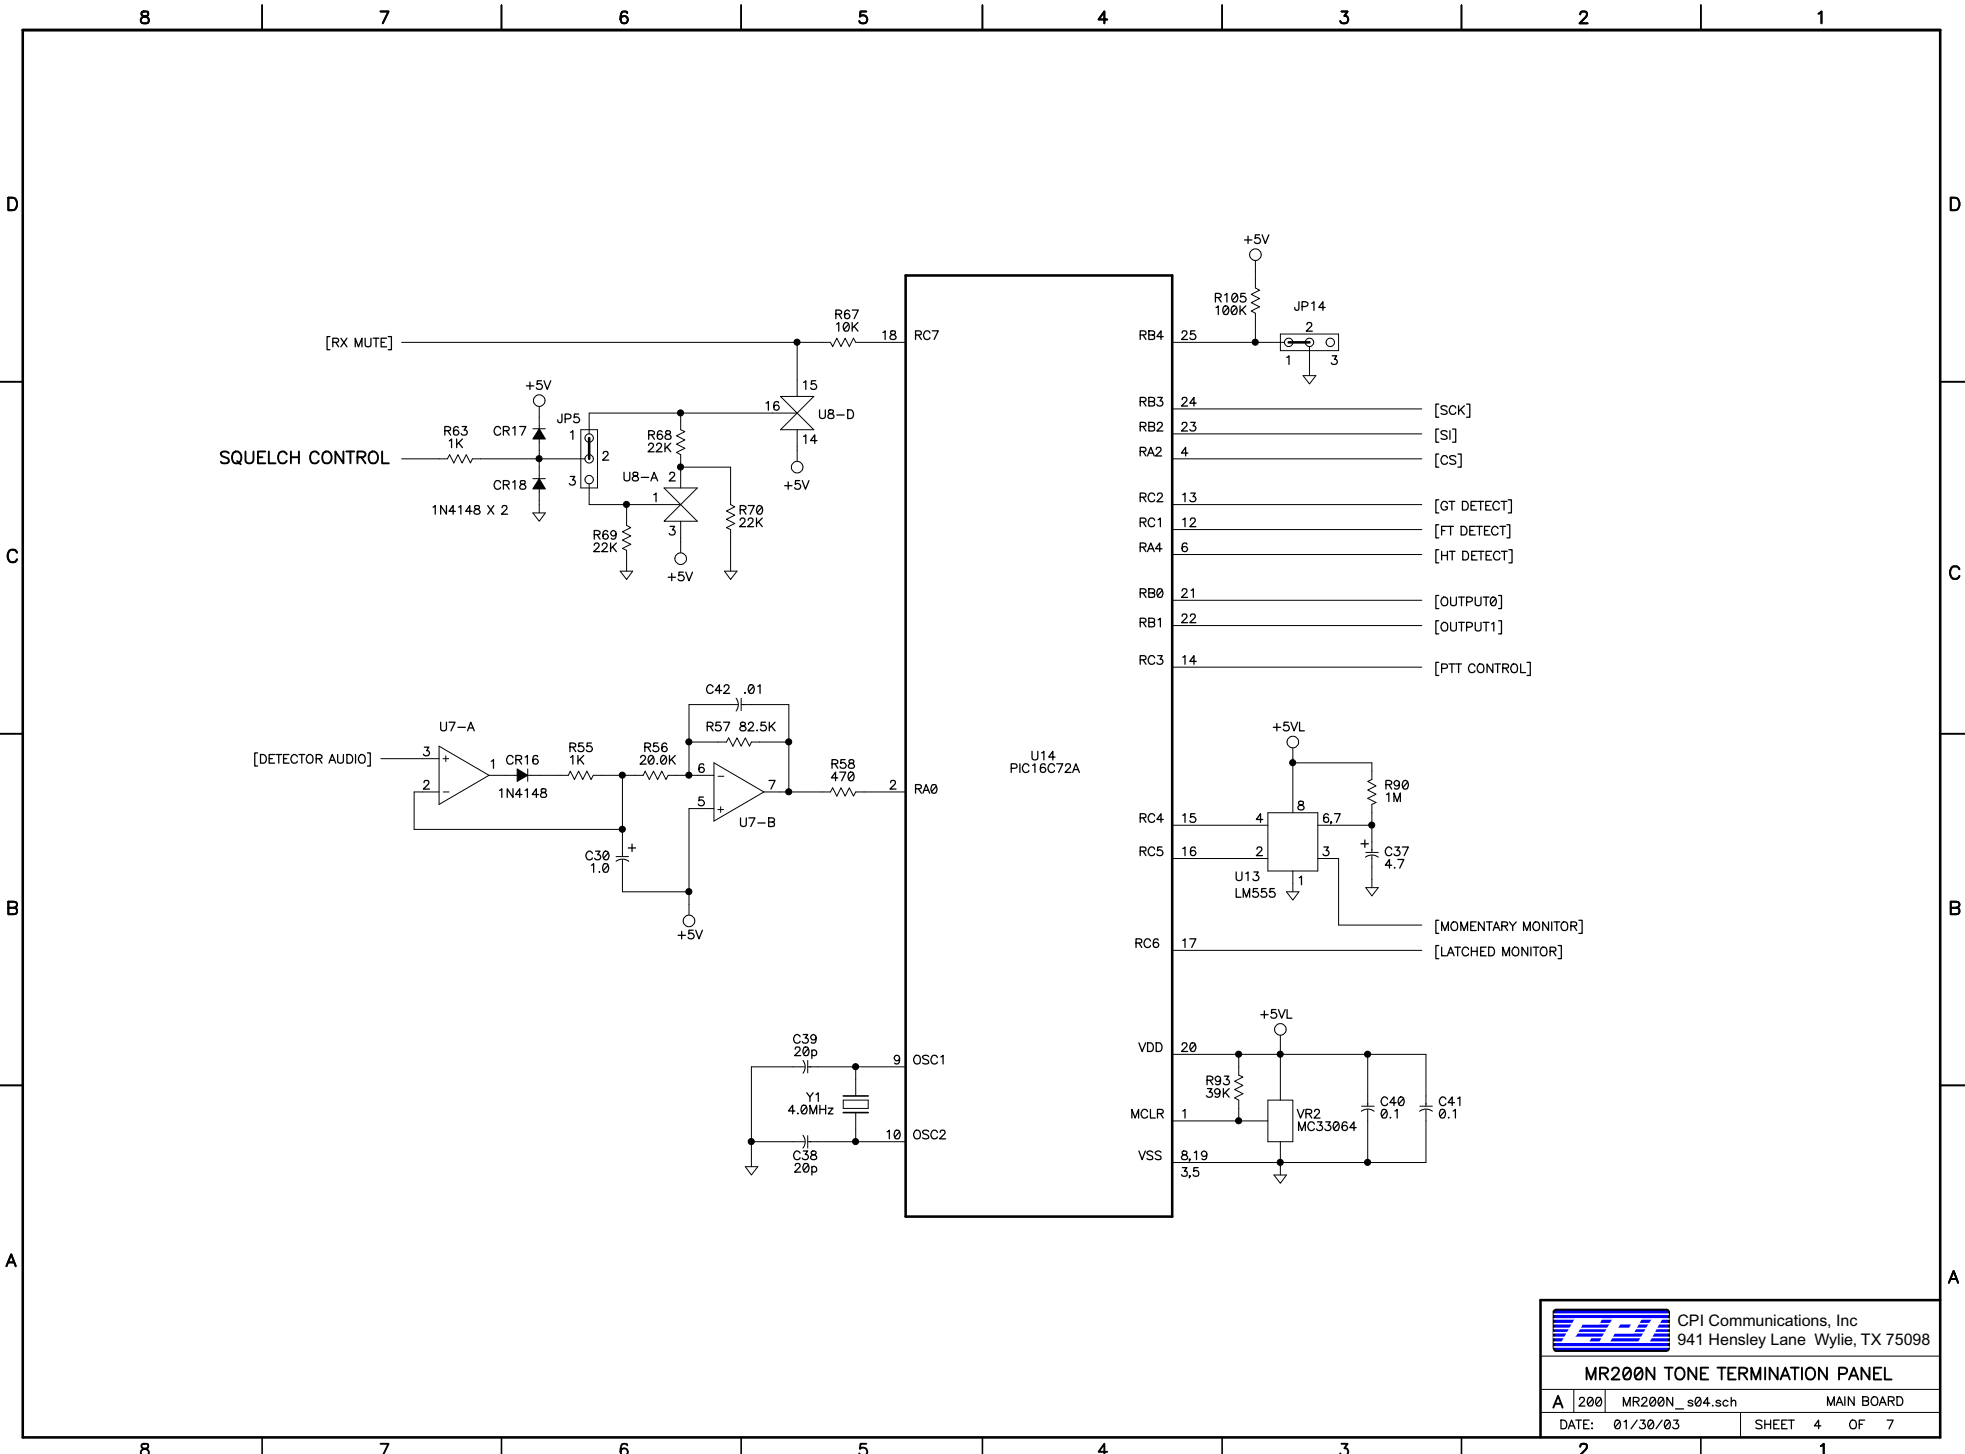 8 7 6 5 4 3 2 1
D D
+5V
R105
100K
JP14
2
1 3
R67
10K
[RX MUTE]
18 RC7
RB4 25
+5V
JP5
CR17
R63
1K
SQUELCH CONTROL
CR18
1N4148 X 2
1
2
3
R68
22K
U8-A 2
1
3
+5V
R69
22K
R70
22K
15
16 U8-D
14
+5V
RB3 24 [SCK]
RB2 23 [SI]
RA2 4 [CS]
RC2 13 [GT DETECT]
RC1 12 [FT DETECT]
RA4 6 [HT DETECT]
C C
RB0 21 [OUTPUT0]
RB1 22 [OUTPUT1]
RC3 14 [PTT CONTROL]
C42 .01
R57 82.5K
U7-A
[DETECTOR AUDIO]
3 +
2 −
1
CR16
1N4148
R55
1K
R56
20.0K
6 −
5 +
7
U7-B
R58
470
2 RA0
C30
1.0
+
+5V
U14
PIC16C72A
+5VL
R90
1M
8
RC4 15 4 6,7
RC5 16 2 3
+
C37
4.7
U13
LM555
1
[MOMENTARY MONITOR]
RC6 17 [LATCHED MONITOR]
B B
C39
20p
9 OSC1
Y1
4.0MHz
10 OSC2
C38
20p
+5VL
VDD 20
R93
39K
MCLR 1
VR2
MC33064
C40
0.1
C41
0.1
VSS 8,19
3,5
A A
CPI
CPI Communications, Inc
941 Hensley Lane Wylie, TX 75098
MR200N TONE TERMINATION PANEL
A 200 MR200N_s04.sch MAIN BOARD
DATE: 01/30/03 SHEET 4 OF 7
8 7 6 5 4 3 2 1